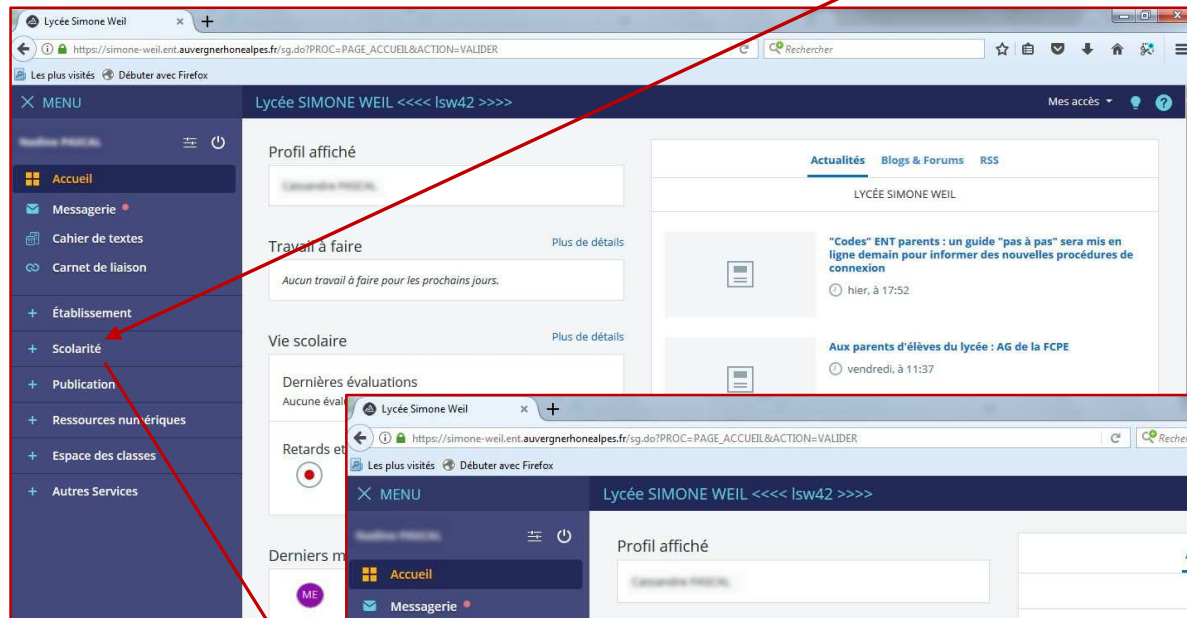 Lycée Simone Weil
https://simone-weil.ent.auvergnerhonealpes.fr/sg.do?PROC=PAGE_ACCUEIL&ACTION=VALIDER
Rechercher
Les plus visités Débuter avec Firefox
MENU
Lycée SIMONE WEIL <<<< lsw42 >>>>
Mes accès
Accueil
Messagerie
Cahier de textes
Carnet de liaison
+ Établissement
+ Scolarité
+ Publication
+ Ressources numériques
+ Espace des classes
+ Autres Services
Profil affiché
Travail à faire
Plus de détails
Aucun travail à faire pour les prochains jours.
Vie scolaire
Plus de détails
Dernières évaluations
Aucune éval
Retards et
Derniers m
ME
Actualités Blogs & Forums RSS
LYCÉE SIMONE WEIL
"Codes" ENT parents : un guide "pas à pas" sera mis en
ligne demain pour informer des nouvelles procédures de
connexion
hier, à 17:52
Aux parents d'élèves du lycée : AG de la FCPE
vendredi, à 11:37
Lycée Simone Weil
https://simone-weil.ent.auvergnerhonealpes.fr/sg.do?PROC=PAGE_ACCUEIL&ACTION=VALIDER
Recher
Les plus visités Débuter avec Firefox
MENU
Lycée SIMONE WEIL <<<< lsw42 >>>>
Accueil
Messagerie
Profil affiché